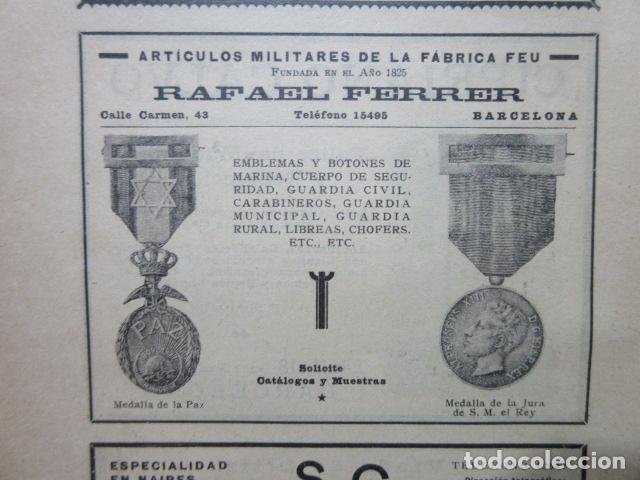 ARTÍCULOS MILITARES DE LA FÁBRICA FEU
FUNDADA EN EL AÑO 1825
RAFAEL FERRER
Calle Carmen, 43 Teléfono 15495 BARCELONA
EMBLEMAS Y BOTONES DE
MARINA, CUERPO DE SEGU-
RIDAD, GUARDIA CIVIL,
CARABINEROS, GUARDIA
MUNICIPAL, GUARDIA
RURAL, LIBREAS, CHOFERS.
ETC., ETC.
PAZ
ALFONSO XIII
Solicite
Catálogos y Muestras
Medalla de la Paz
Medalla de la Jura
de S. M. el Rey
ESPECIALIDAD
EN NAIPES
todocoleccion.net